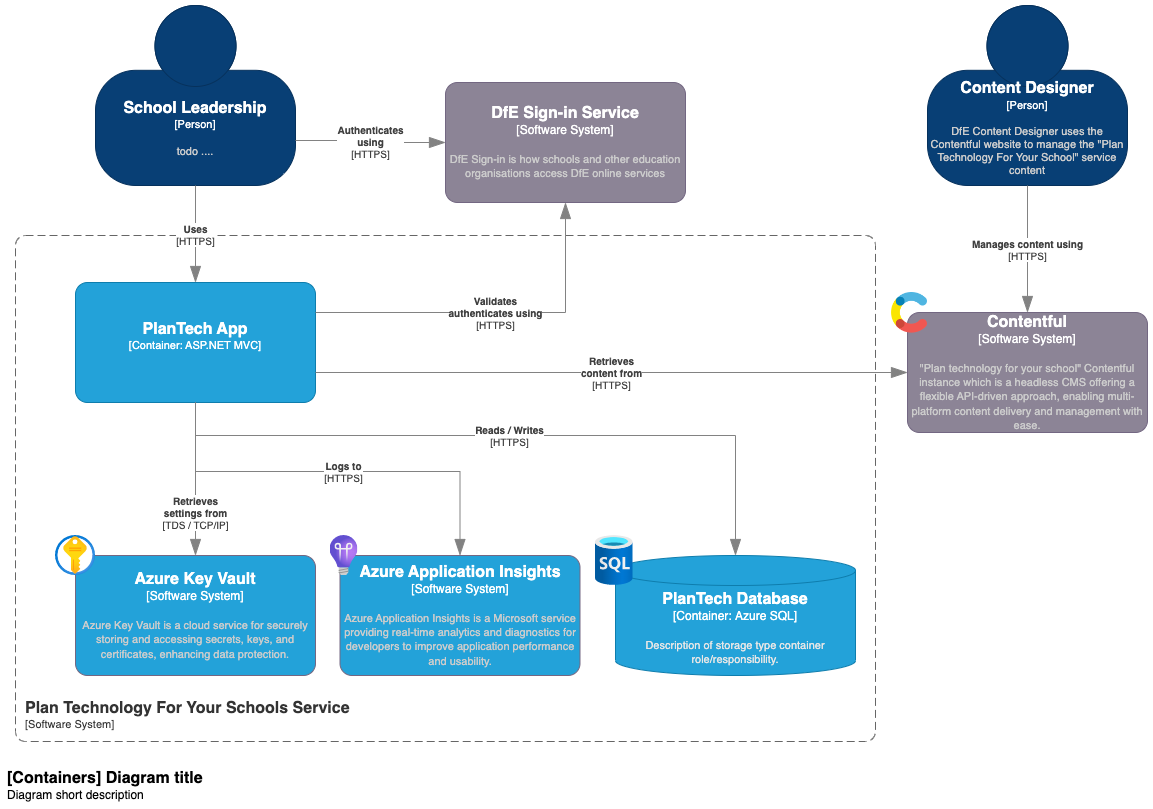 School Leadership
[Person]
todo ....
Authenticates
using
[HTTPS]
DfE Sign-in Service
[Software System]
DfE Sign-in is how schools and other education
organisations access DfE online services
Content Designer
[Person]
DfE Content Designer uses the
Contentful website to manage the "Plan
Technology For Your School" service
content
Uses
[HTTPS]
Manages content using
[HTTPS]
PlanTech App
[Container: ASP.NET MVC]
Validates
authenticates using
[HTTPS]
Retrieves
content from
[HTTPS]
Contentful
[Software System]
"Plan technology for your school" Contentful
instance which is a headless CMS offering a
flexible API-driven approach, enabling multi-
platform content delivery and management with
ease.
Reads / Writes
[HTTPS]
Logs to
[HTTPS]
Retrieves
settings from
[TDS / TCP/IP]
Azure Key Vault
[Software System]
Azure Key Vault is a cloud service for securely
storing and accessing secrets, keys, and
certificates, enhancing data protection.
Azure Application Insights
[Software System]
Azure Application Insights is a Microsoft service
providing real-time analytics and diagnostics for
developers to improve application performance
and usability.
SQL
PlanTech Database
[Container: Azure SQL]
Description of storage type container
role/responsibility.
Plan Technology For Your Schools Service
[Software System]
[Containers] Diagram title
Diagram short description